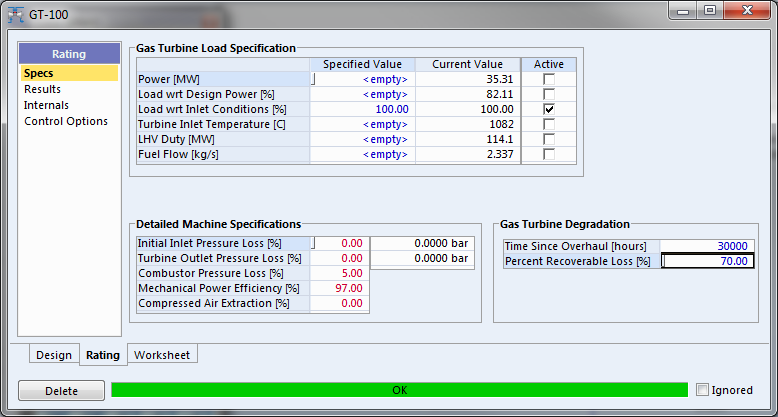 GT-100
Rating
Specs
Results
Internals
Control Options
Gas Turbine Load Specification
Specified Value Current Value Active
Power [MW] <empty> 35.31
Load wrt Design Power [%] <empty> 82.11
Load wrt Inlet Conditions [%] 100.00 100.00
Turbine Inlet Temperature [C] <empty> 1082
LHV Duty [MW] <empty> 114.1
Fuel Flow [kg/s] <empty> 2.337
Detailed Machine Specifications
Initial Inlet Pressure Loss [%] 0.00 0.0000 bar
Turbine Outlet Pressure Loss [%] 0.00 0.0000 bar
Combustor Pressure Loss [%] 5.00
Mechanical Power Efficiency [%] 97.00
Compressed Air Extraction [%] 0.00
Gas Turbine Degradation
Time Since Overhaul [hours] 30000
Percent Recoverable Loss [%] 70.00
Design Rating Worksheet
Delete OK Ignored